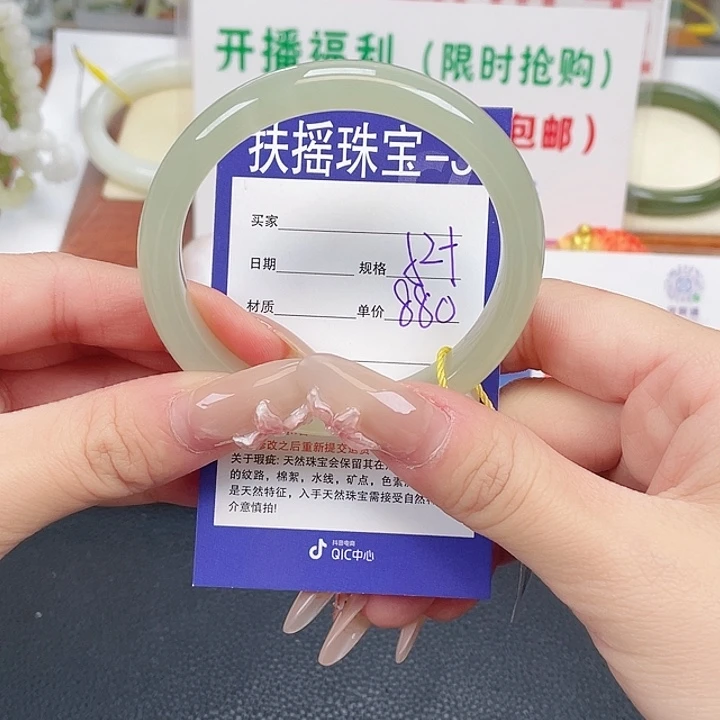 开播福利（限时抢购）
包邮）
扶摇珠宝-
买家
日期 规格
材质 单价 880
修改之后重新提交
关于瑕疵: 天然珠宝会保留其在
的纹路，棉絮，水线，矿点，色素
是天然特征，入手天然珠宝需接受自然
介意慎拍!
抖音电商
QIC中心